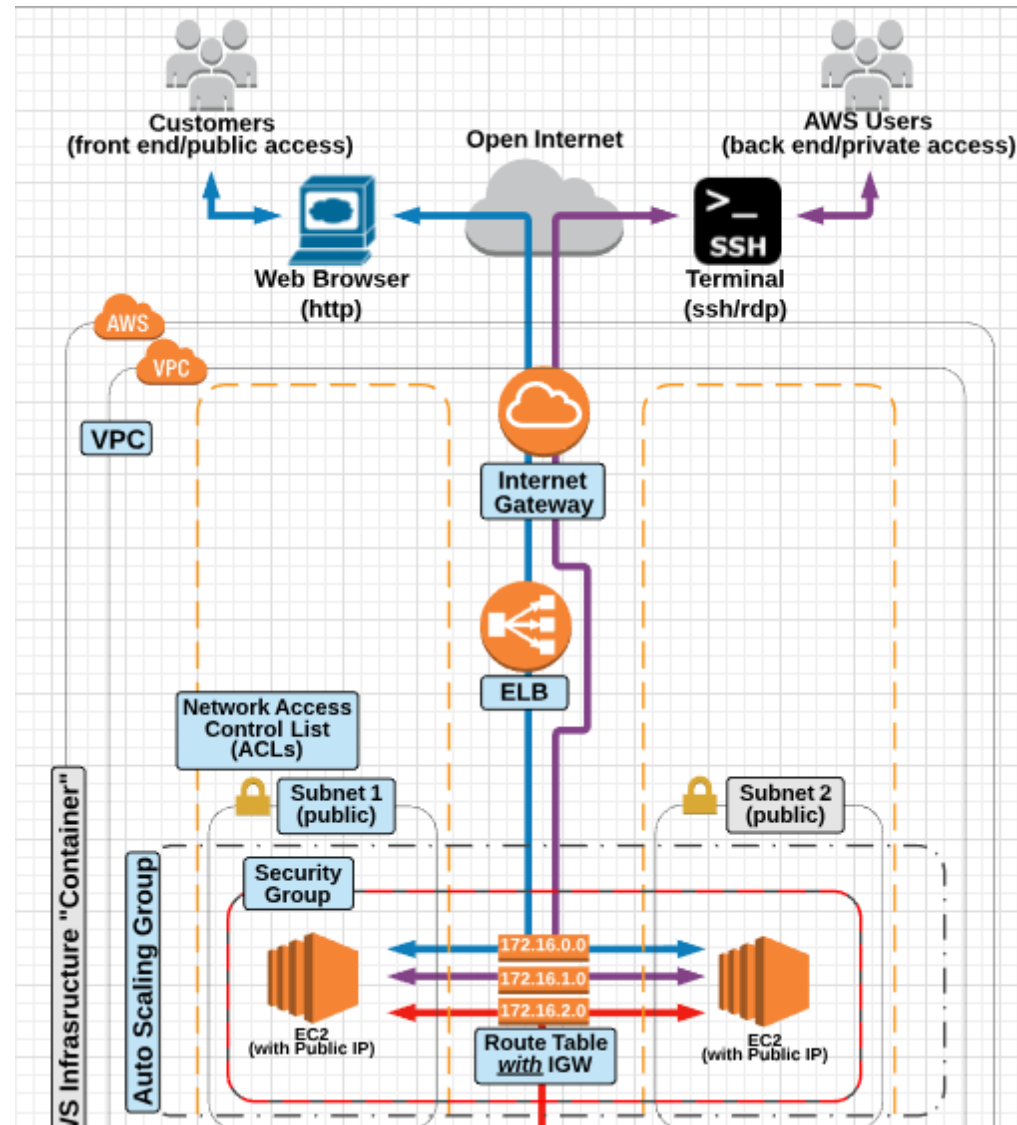 Customers
(front end/public access)
Open Internet
AWS Users
(back end/private access)
>_
SSH
Web Browser
(http)
Terminal
(ssh/rdp)
AWS
VPC
VPC
Internet
Gateway
ELB
Network Access
Control List
(ACLs)
Subnet 1
(public)
Subnet 2
(public)
WS Infrasructure "Container"
Auto Scaling Group
Security
Group
172.16.0.0
172.16.1.0
172.16.2.0
EC2
(with Public IP)
Route Table
with IGW
EC2
(with Public IP)